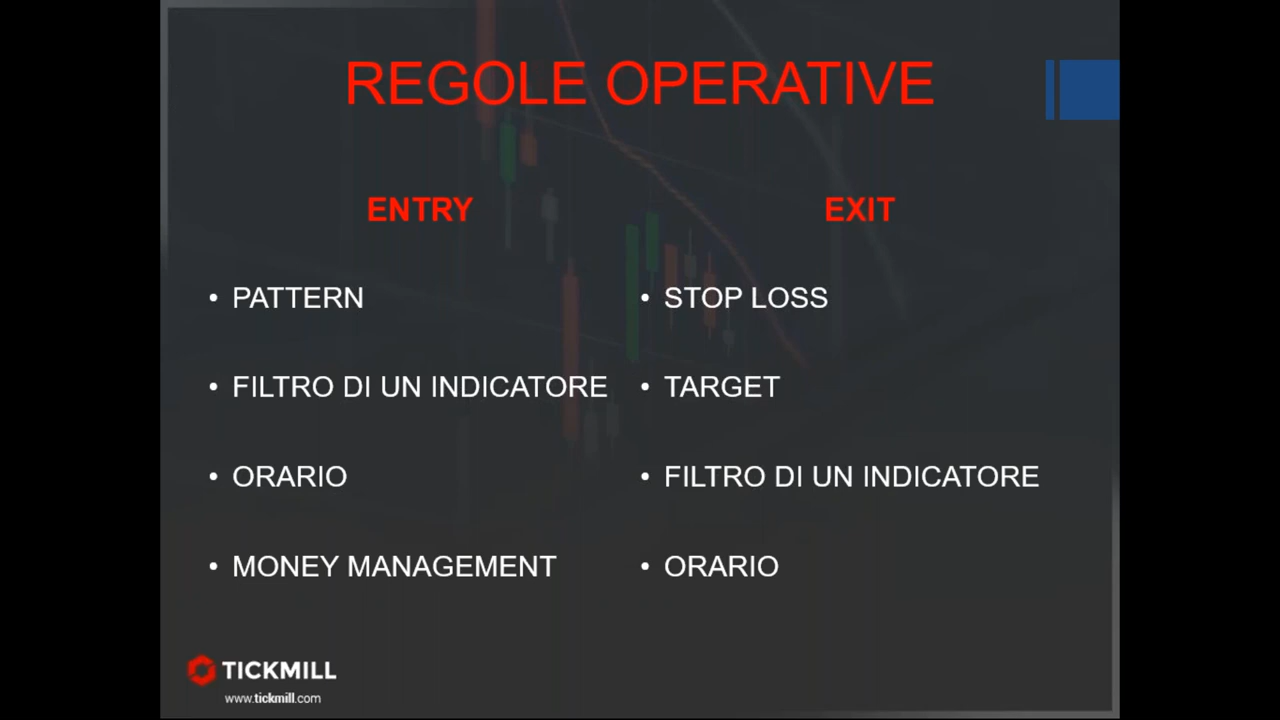 REGOLE OPERATIVE
ENTRY
• PATTERN
• FILTRO DI UN INDICATORE
• ORARIO
• MONEY MANAGEMENT
EXIT
• STOP LOSS
• TARGET
• FILTRO DI UN INDICATORE
• ORARIO
TICKMILL
www.tickmill.com